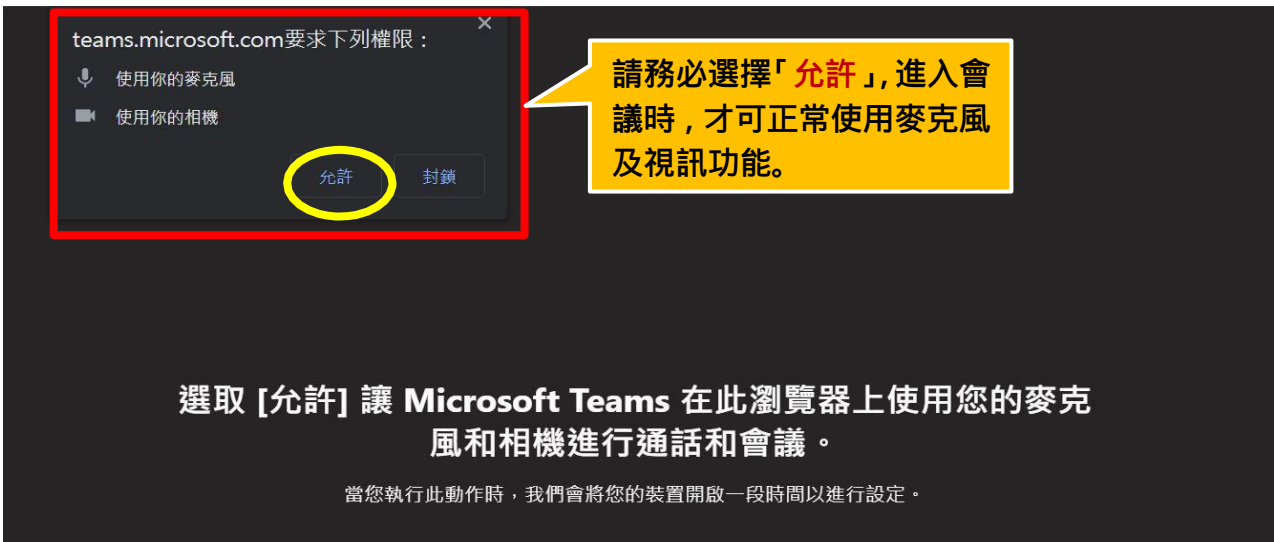 teams.microsoft.com要求下列權限：
使用你的麥克風
使用你的相機
允許
封鎖
請務必選擇「允許」,進入會
議時，才可正常使用麥克風
及視訊功能。
選取 [允許] 讓 Microsoft Teams 在此瀏覽器上使用您的麥克
風和相機進行通話和會議。
當您執行此動作時，我們會將您的裝置開啟一段時間以進行設定。